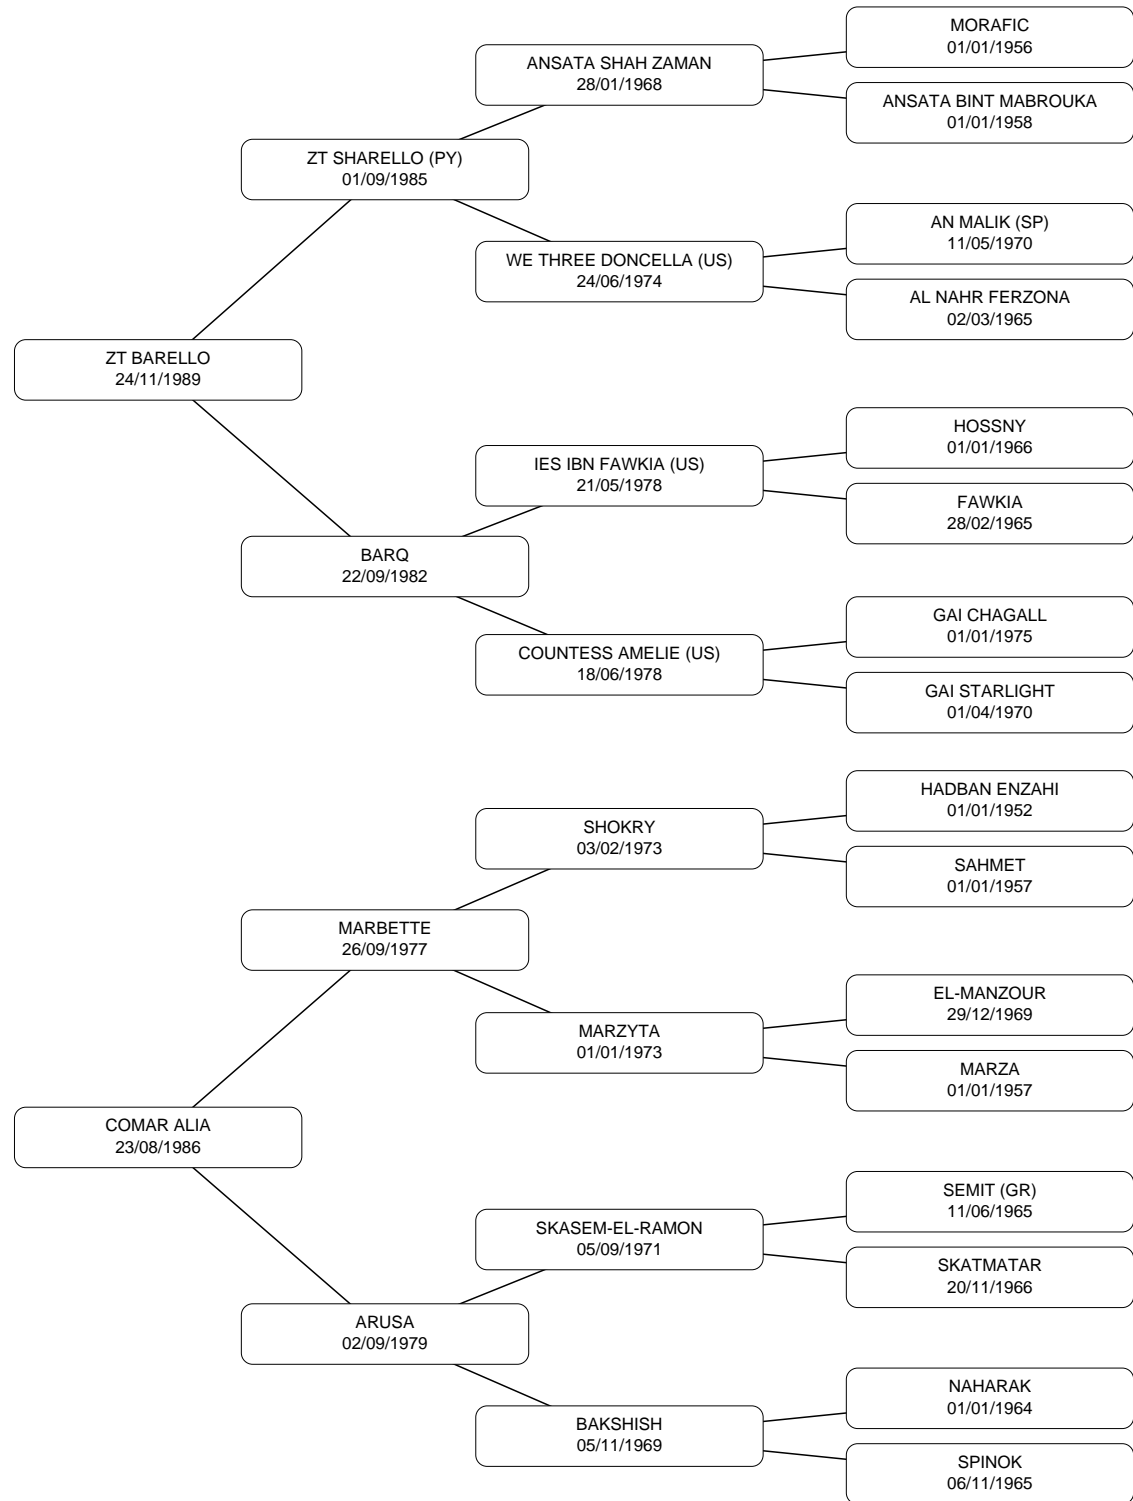 MORAFIC
01/01/1956
ANSATA SHAH ZAMAN
28/01/1968
ANSATA BINT MABROUKA
01/01/1958
ZT SHARELLO (PY)
01/09/1985
AN MALIK (SP)
11/05/1970
WE THREE DONCELLA (US)
24/06/1974
AL NAHR FERZONA
02/03/1965
ZT BARELLO
24/11/1989
HOSSNY
01/01/1966
IES IBN FAWKIA (US)
21/05/1978
FAWKIA
28/02/1965
BARQ
22/09/1982
GAI CHAGALL
01/01/1975
COUNTESS AMELIE (US)
18/06/1978
GAI STARLIGHT
01/04/1970
HADBAN ENZAHI
01/01/1952
SHOKRY
03/02/1973
SAHMET
01/01/1957
MARBETTE
26/09/1977
EL-MANZOUR
29/12/1969
MARZYTA
01/01/1973
MARZA
01/01/1957
COMAR ALIA
23/08/1986
SEMIT (GR)
11/06/1965
SKASEM-EL-RAMON
05/09/1971
SKATMATAR
20/11/1966
ARUSA
02/09/1979
NAHARAK
01/01/1964
BAKSHISH
05/11/1969
SPINOK
06/11/1965